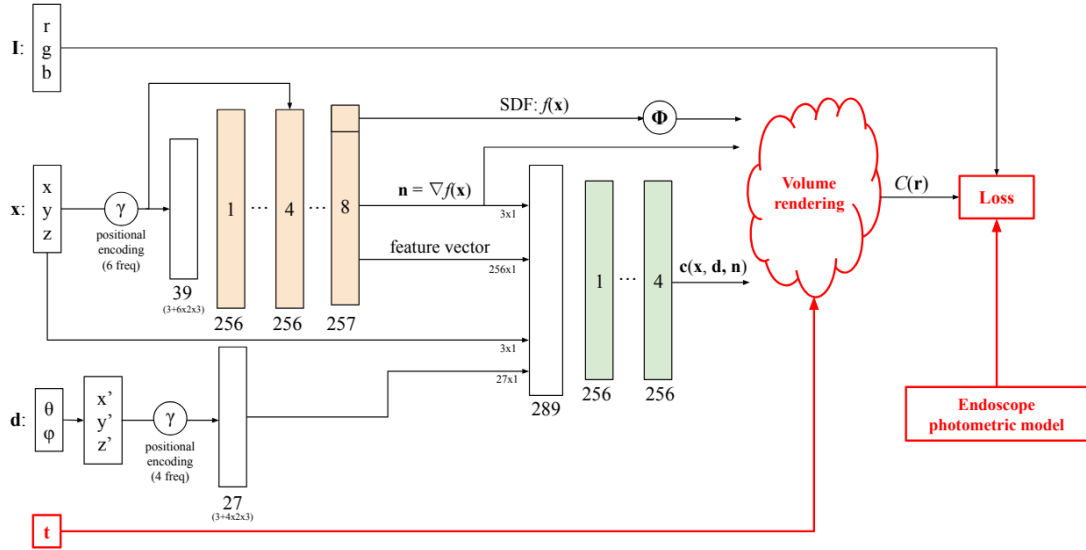 I:
r
g
b
SDF: f(x)
Φ
x:
x
y
z
γ
positional
encoding
(6 freq)
39
(3+6x2x3)
1
...
4
...
8
256
256
257
n = ∇f(x)
3x1
feature vector
256x1
3x1
27x1
289
1
...
4
256
256
c(x, d, n)
Volume
rendering
C(r)
Loss
Endoscope
photometric model
d:
θ
φ
x'
y'
z'
γ
positional
encoding
(4 freq)
27
(3+4x2x3)
t